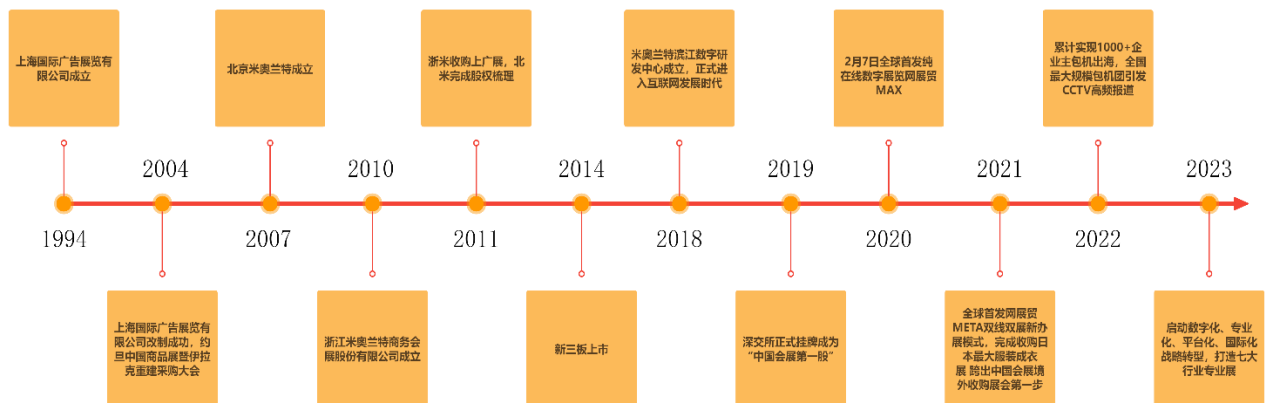 上海国际广告展览有
限公司成立
北京米奥兰特成立
浙米收购上广展，北
米完成股权梳理
米奥兰特滨江数字研
发中心成立，正式进
入互联网发展时代
2月7日全球首发纯
在线数字展览网展贸
MAX
累计实现1000+企
业主包机出海，全国
最大规模包机团引发
CCTV高频报道
2004
2010
2014
2019
2021
2023
1994
2007
2011
2018
2020
2022
上海国际广告展览有
限公司改制成功，约
旦中国商品展暨伊拉
克重建采购大会
浙江米奥兰特商务会
展股份有限公司成立
新三板上市
深交所正式挂牌成为
“中国会展第一股”
全球首发网展贸
META双线双展新办
展模式，完成收购日
本最大服装成衣
展 跨出中国会展境
外收购展会第一步
启动数字化、专业
化、平台化、国际化
战略转型，打造七大
行业专业展